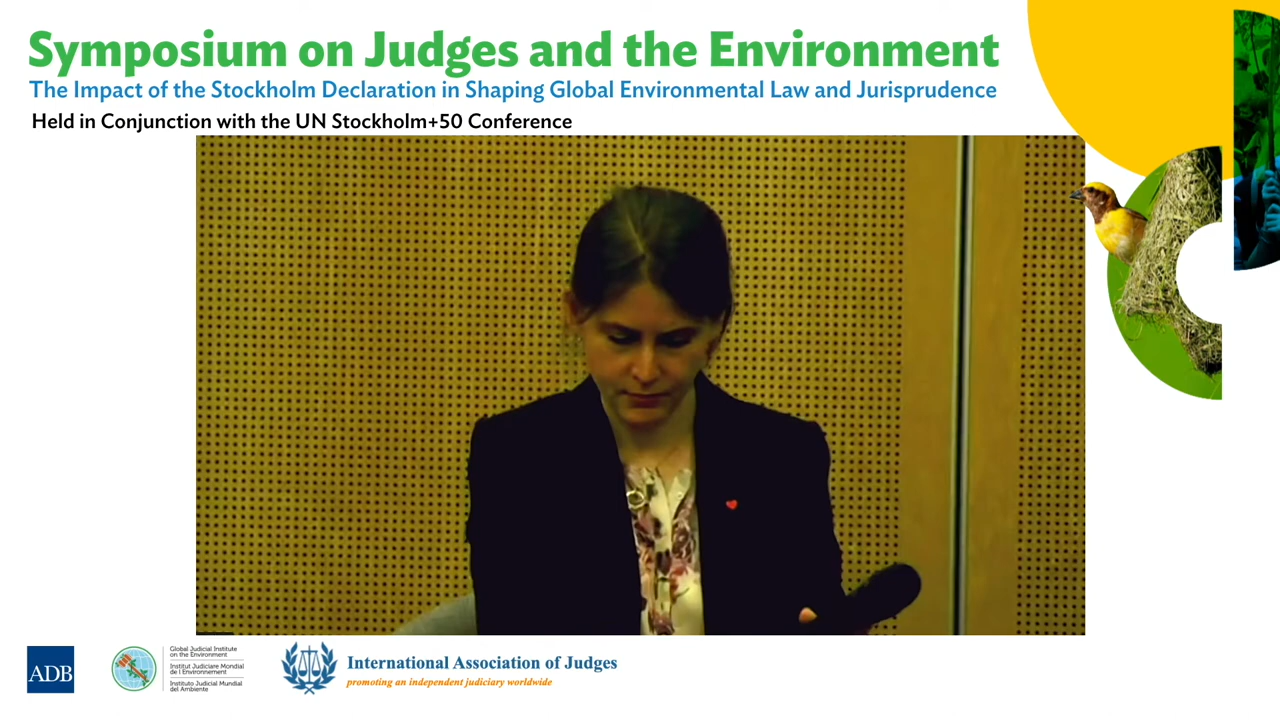 Symposium on Judges and the Environment
The Impact of the Stockholm Declaration in Shaping Global Environmental Law and Jurisprudence
Held in Conjunction with the UN Stockholm+50 Conference
ADB
Global Judicial Institute
on the Environment
Institut Judiciaire Mondial
de l Environnement
Instituto Judicial Mundial
del Ambiente
International Association of Judges
promoting an independent judiciary worldwide